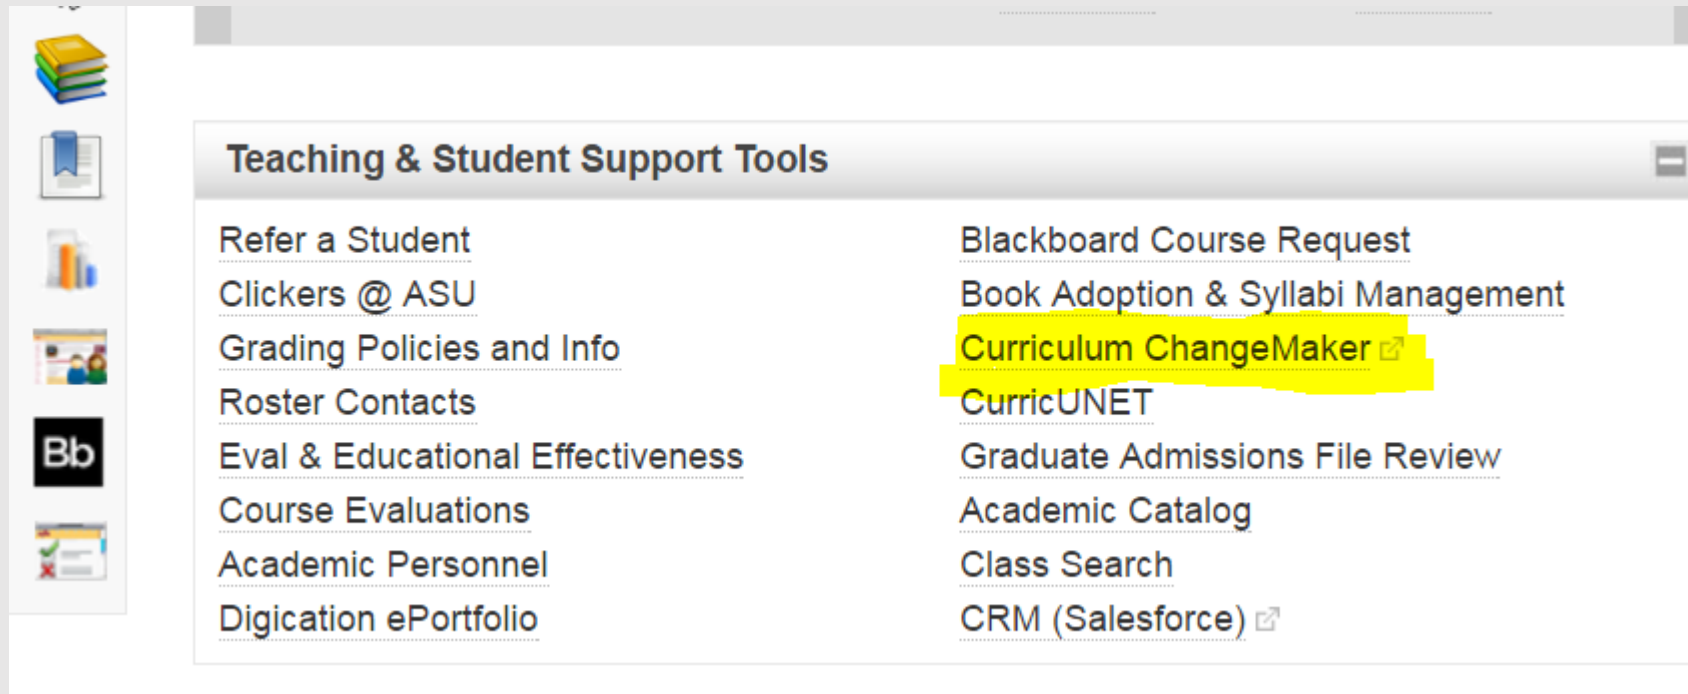 Teaching & Student Support Tools
Refer a Student
Clickers @ ASU
Grading Policies and Info
Roster Contacts
Eval & Educational Effectiveness
Course Evaluations
Academic Personnel
Digication ePortfolio
Blackboard Course Request
Book Adoption & Syllabi Management
Curriculum ChangeMaker
CurricUNET
Graduate Admissions File Review
Academic Catalog
Class Search
CRM (Salesforce)
Bb